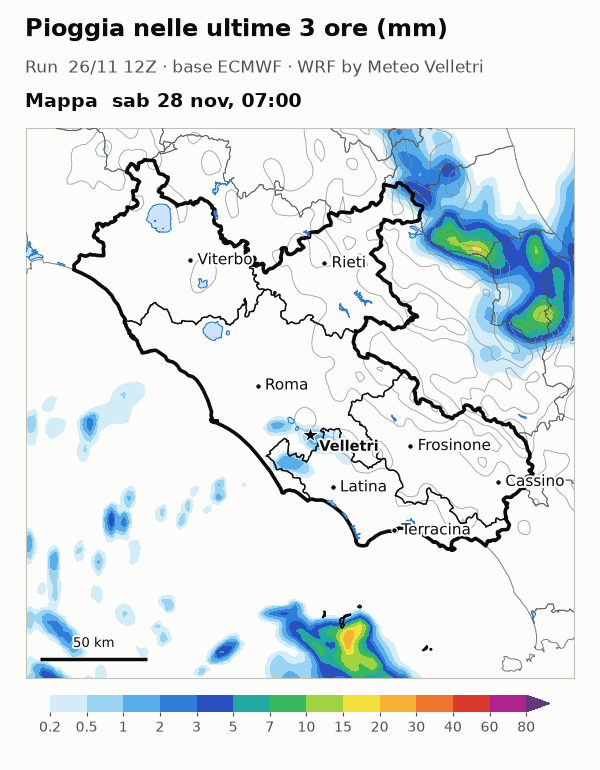 Pioggia nelle ultime 3 ore (mm)
Run  26/11 12Z · base ECMWF · WRF by Meteo Velletri
Mappa  sab 28 nov, 07:00
Viterbo
Rieti
Roma
Velletri
Frosinone
Latina
Cassino
Terracina
50 km
0.2 0.5 1 2 3 5 7 10 15 20 30 40 60 80